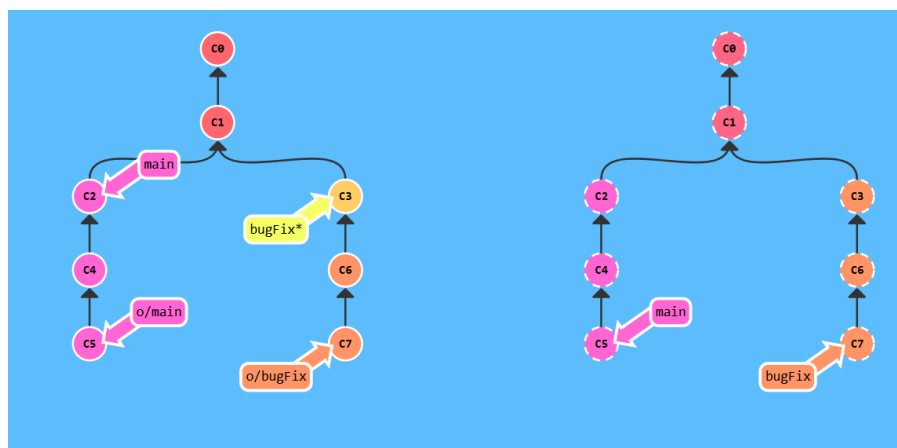 C0
C1
main
C2
C3
bugFix*
C4
C6
o/main
C5
C7
o/bugFix
C0
C1
C2
C3
C4
C6
main
C5
C7
bugFix